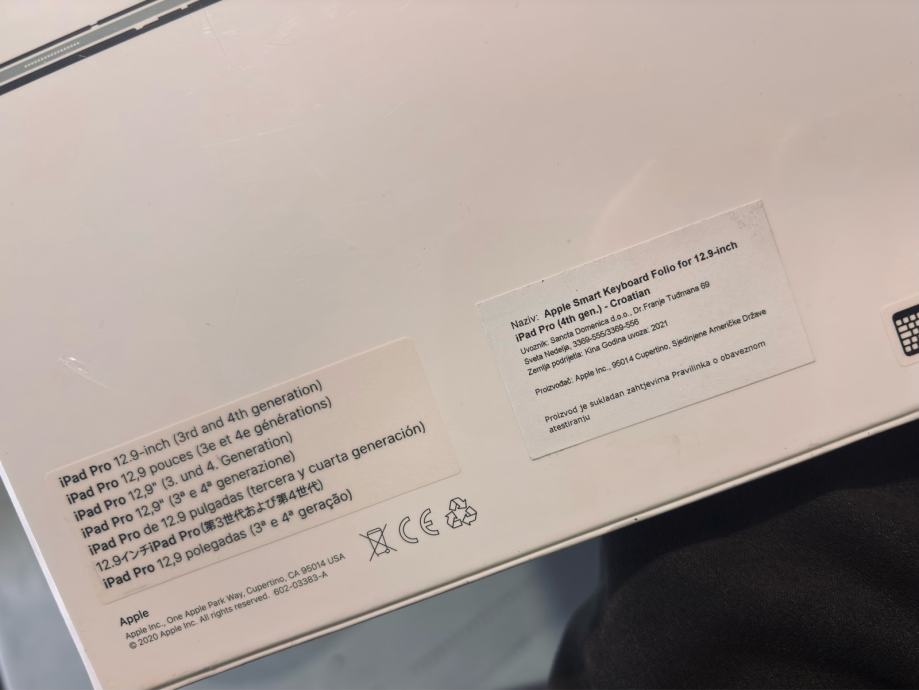 iPad Pro 12.9-inch (3rd and 4th generation)
iPad Pro 12,9 pouces (3e et 4e générations)
iPad Pro 12,9" (3. und 4. Generation)
iPad Pro 12,9" (3ª e 4ª generazione)
iPad Pro de 12.9 pulgadas (tercera y cuarta generación)
12.9インチiPad Pro(第3世代および第4世代)
iPad Pro 12,9 polegadas (3ª e 4ª geração)
Apple
Apple Inc., One Apple Park Way, Cupertino, CA 95014 USA
© 2020 Apple Inc. All rights reserved. 602-03383-A
CE
Naziv: Apple Smart Keyboard Folio for 12.9-inch
iPad Pro (4th gen.) - Croatian
Uvoznik: Sancta Domenica d.o.o., Dr.Franje Tuđmana 69
Sveta Nedelja, 3369-555/3369-556
Zemlja podrijetla: Kina Godina uvoza: 2021
Proizvođač: Apple Inc., 95014 Cupertino, Sjedinjene Američke Države
Proizvod je sukladan zahtjevima Pravilnika o obaveznom
atestiranju